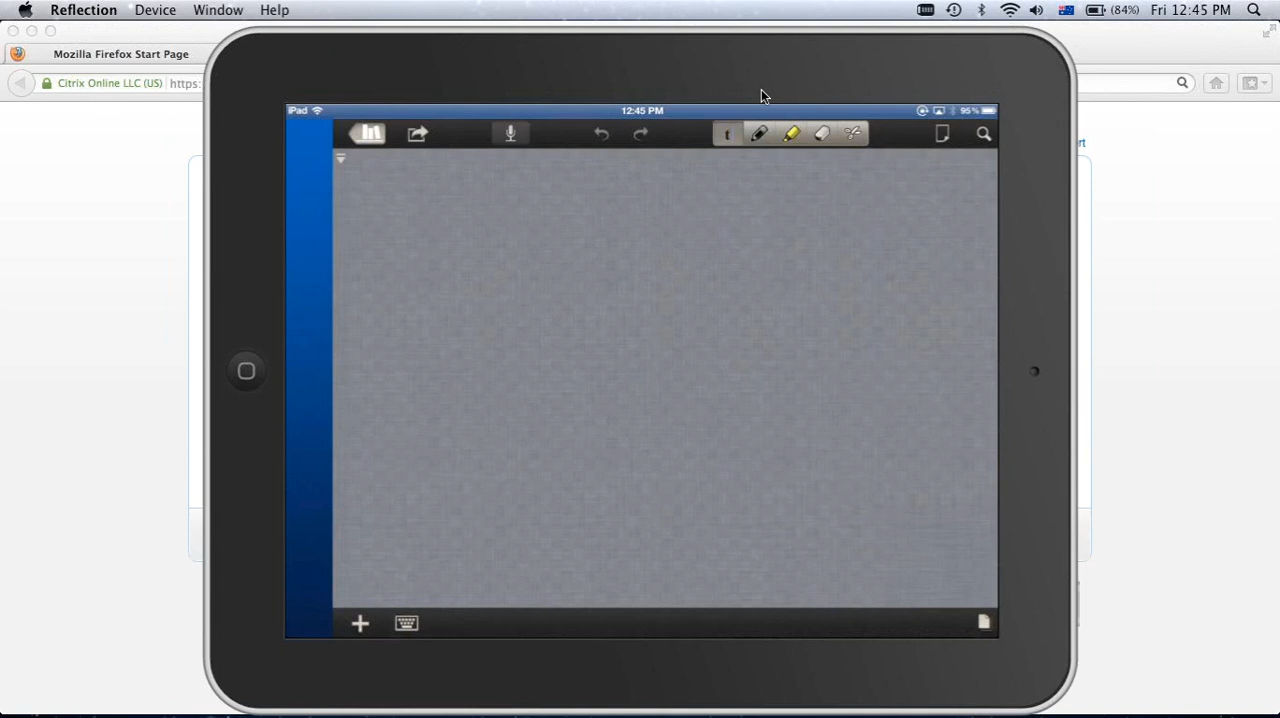 Reflection Device Window Help (84%) Fri 12:45 PM
Mozilla Firefox Start Page
Citrix Online LLC (US) https:
iPad 12:45 PM 95%
t
rt